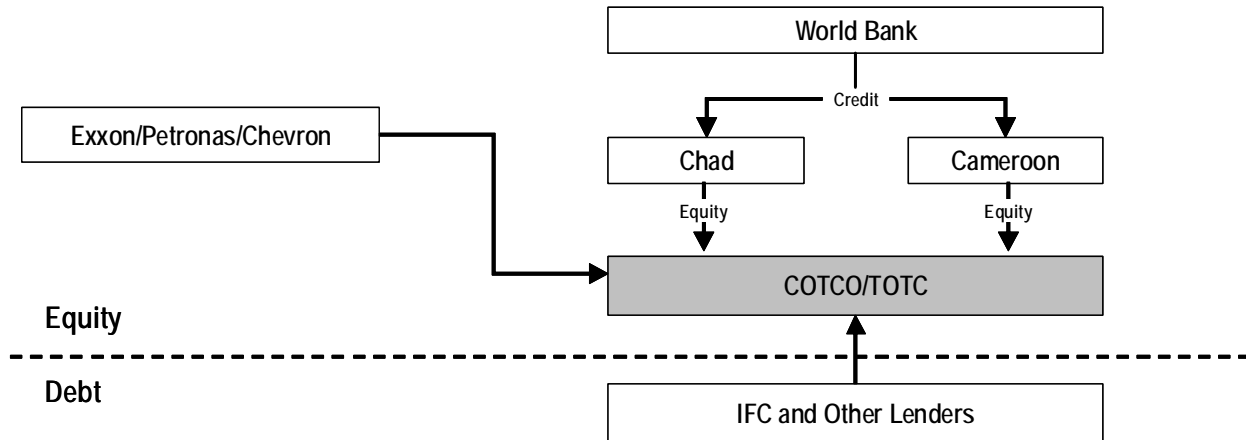 World Bank
Credit
Exxon/Petronas/Chevron
Chad
Cameroon
Equity
Equity
COTCO/TOTC
Equity
Debt
IFC and Other Lenders